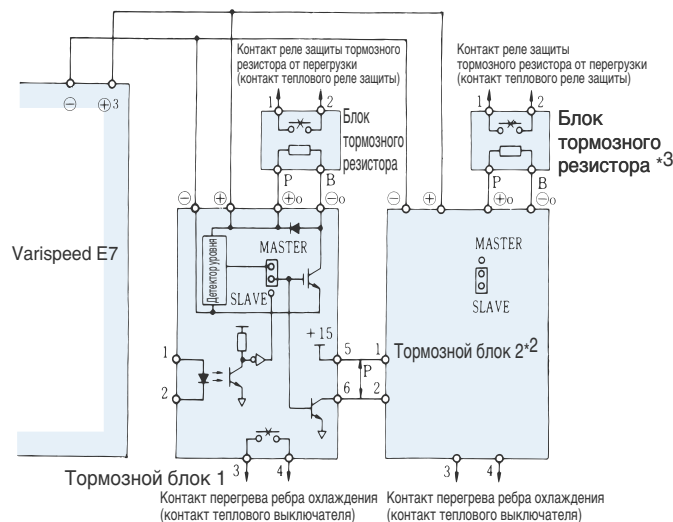 Контакт реле защиты тормозного
резистора от перегрузки
(контакт теплового реле защиты)
Контакт реле защиты
тормозного резистора от перегрузки
(контакт теплового реле защиты)
⊖ ⊕3
1 2
Блок
тормозного
резистора
P B
1 2
Блок
тормозного
резистора *3
P B
⊖ ⊕ ⊕o ⊖o
⊖ ⊕ ⊕o ⊖o
Varispeed E7
Детектор уровня
MASTER
SLAVE
MASTER
SLAVE
+15
1
2
5
6
P
1
2
Тормозной блок 2*2
3 4
3 4
Тормозной блок 1
Контакт перегрева ребра охлаждения
(контакт теплового выключателя)
Контакт перегрева ребра охлаждения
(контакт теплового выключателя)